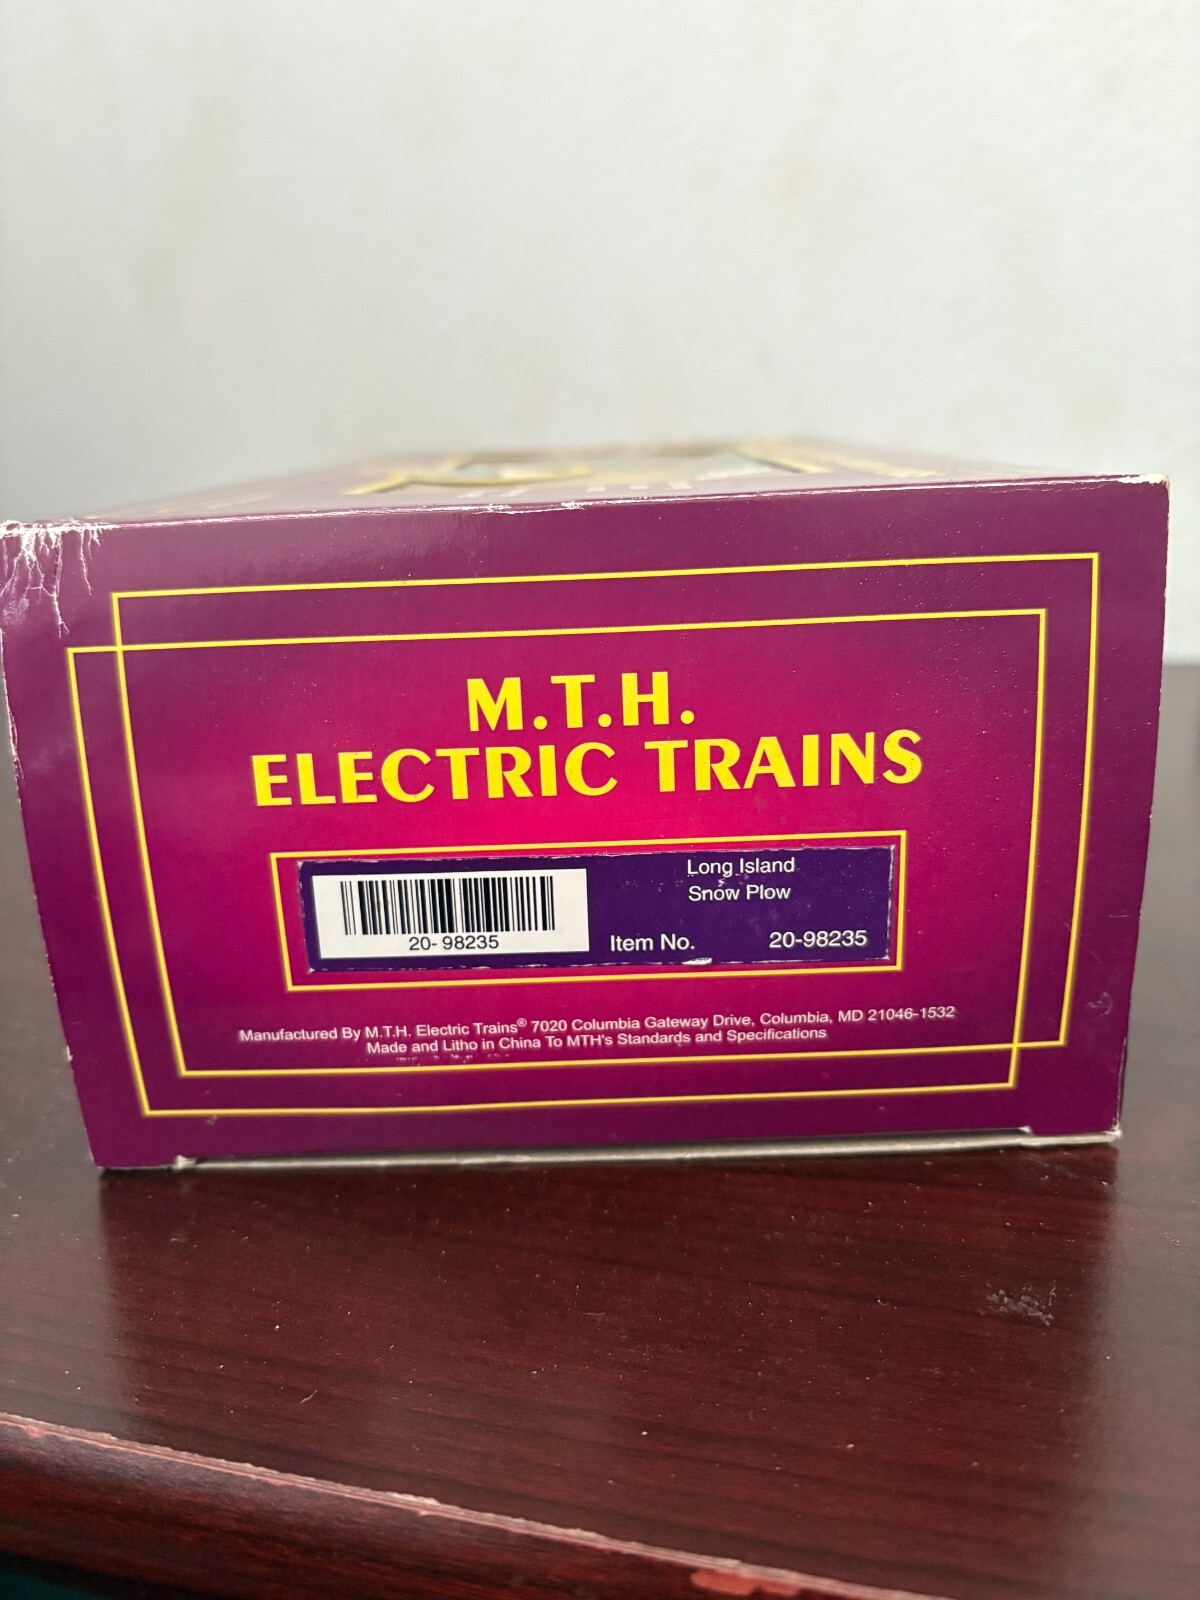 M.T.H.
ELECTRIC TRAINS
Long Island
Snow Plow
20- 98235
Item No. 20-98235
Manufactured By M.T.H. Electric Trains® 7020 Columbia Gateway Drive, Columbia, MD 21046-1532
Made and Litho in China To MTH's Standards and Specifications